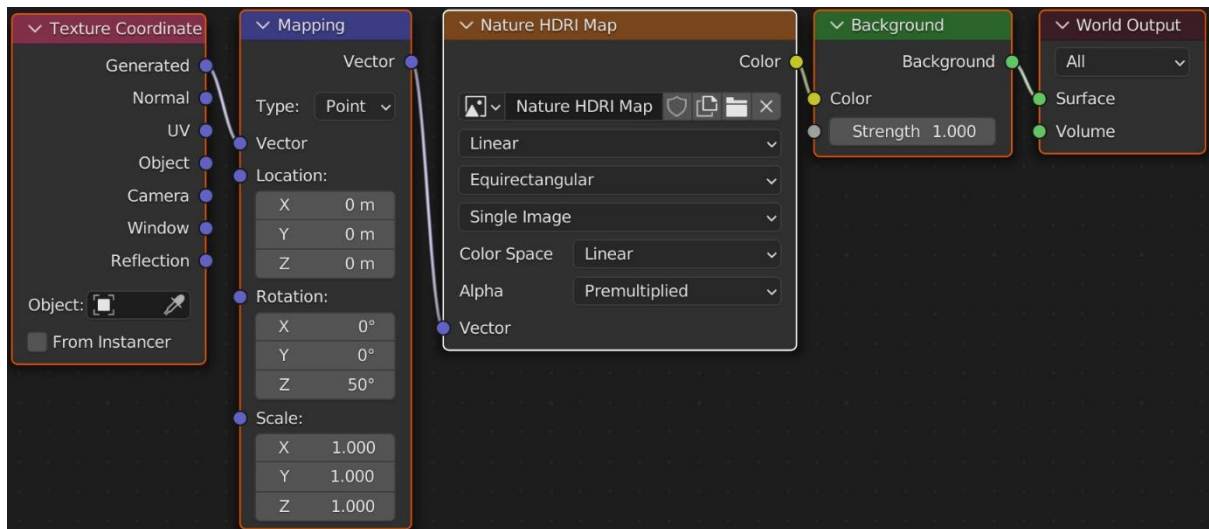 Texture Coordinate
Generated
Normal
UV
Object
Camera
Window
Reflection
Object:
From Instancer
Mapping
Vector
Type: Point
Vector
Location:
X 0 m
Y 0 m
Z 0 m
Rotation:
X 0°
Y 0°
Z 50°
Scale:
X 1.000
Y 1.000
Z 1.000
Nature HDRI Map
Color
Nature HDRI Map
Linear
Equirectangular
Single Image
Color Space Linear
Alpha Premultiplied
Vector
Background
Background
Color
Strength 1.000
World Output
All
Surface
Volume